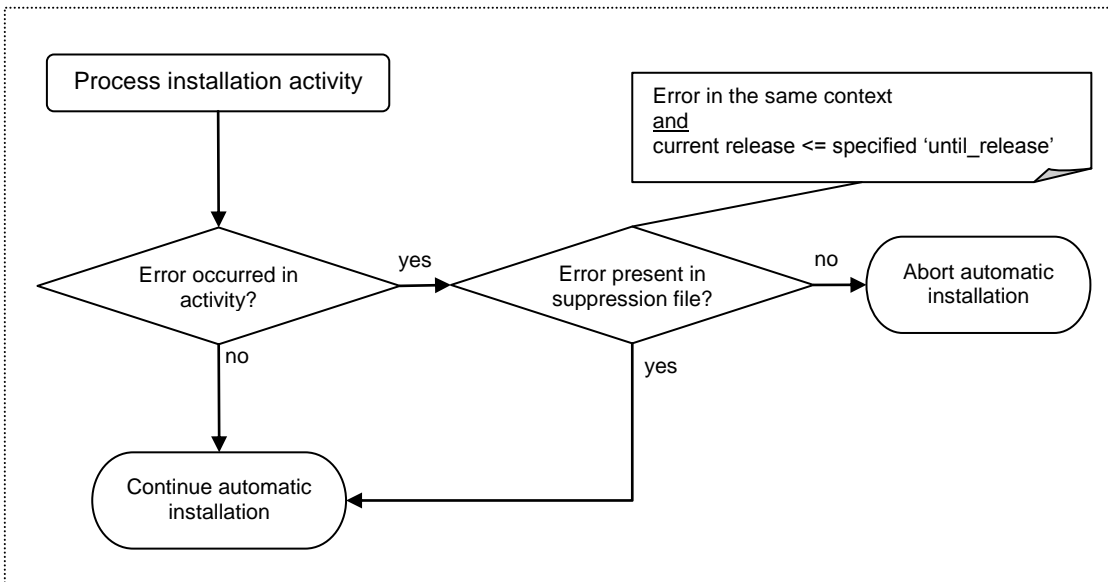 Process installation activity
Error in the same context
and
current release <= specified ‘until_release’
Error occurred in
activity?
yes
Error present in
suppression file?
no
Abort automatic
installation
no
yes
Continue automatic
installation